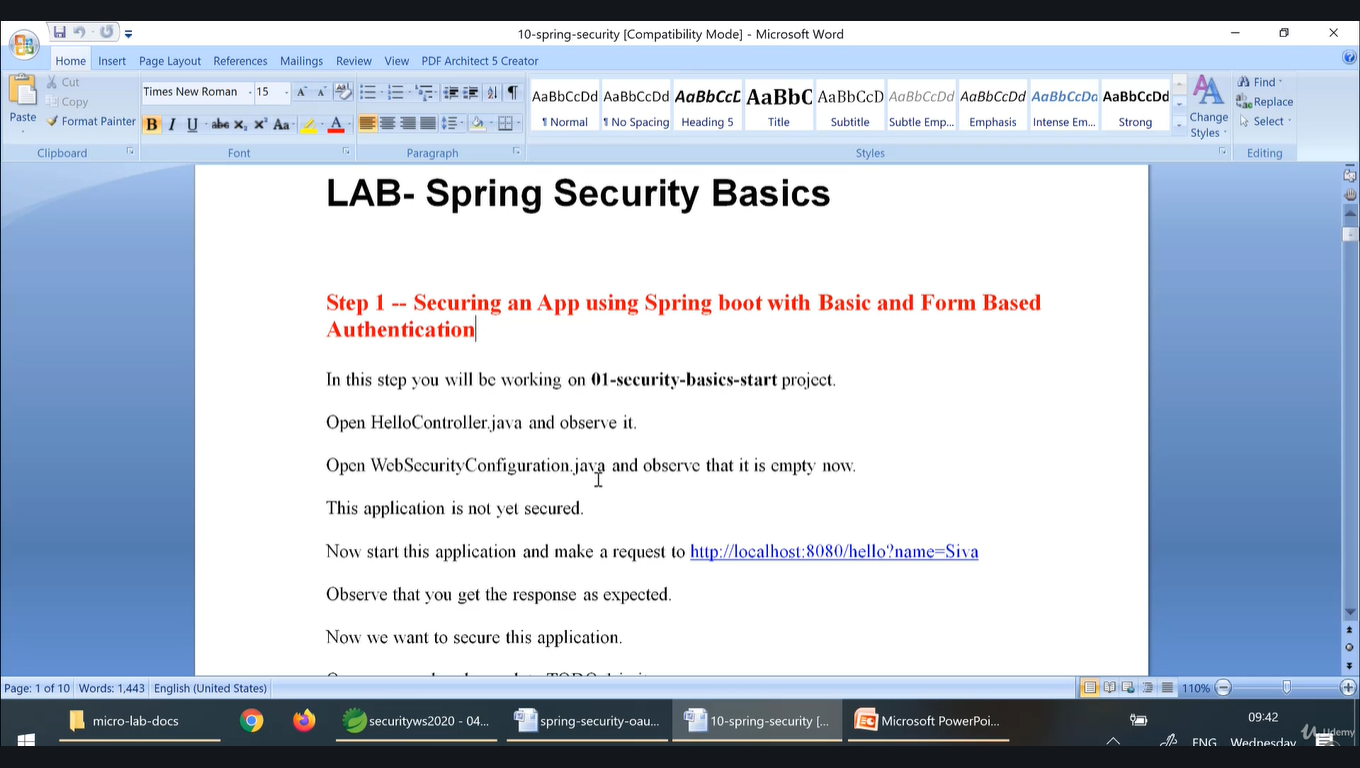 10-spring-security [Compatibility Mode] - Microsoft Word
Home Insert Page Layout References Mailings Review View PDF Architect 5 Creator
Paste
Cut
Copy
Format Painter
Clipboard
Times New Roman 15
B I U abc X₂ X² Aa A
Font
Paragraph
AaBbCcDd AaBbCcDd AaBbCcD AaBbC AaBbCcD AaBbCcDd AaBbCcDd AaBbCcDd AaBbCcDd
¶ Normal ¶ No Spacing Heading 5 Title Subtitle Subtle Emp... Emphasis Intense Em... Strong
Change Styles
Styles
Find
Replace
Select
Editing
LAB- Spring Security Basics
Step 1 -- Securing an App using Spring boot with Basic and Form Based
Authentication
In this step you will be working on 01-security-basics-start project.
Open HelloController.java and observe it.
Open WebSecurityConfiguration.java and observe that it is empty now.
This application is not yet secured.
Now start this application and make a request to http://localhost:8080/hello?name=Siva
Observe that you get the response as expected.
Now we want to secure this application.
Page: 1 of 10 Words: 1,443 English (United States) 110%
micro-lab-docs securityws2020 - 04... spring-security-oau... 10-spring-security [... Microsoft PowerPoi... 09:42
ENG Wednesday
Udemy